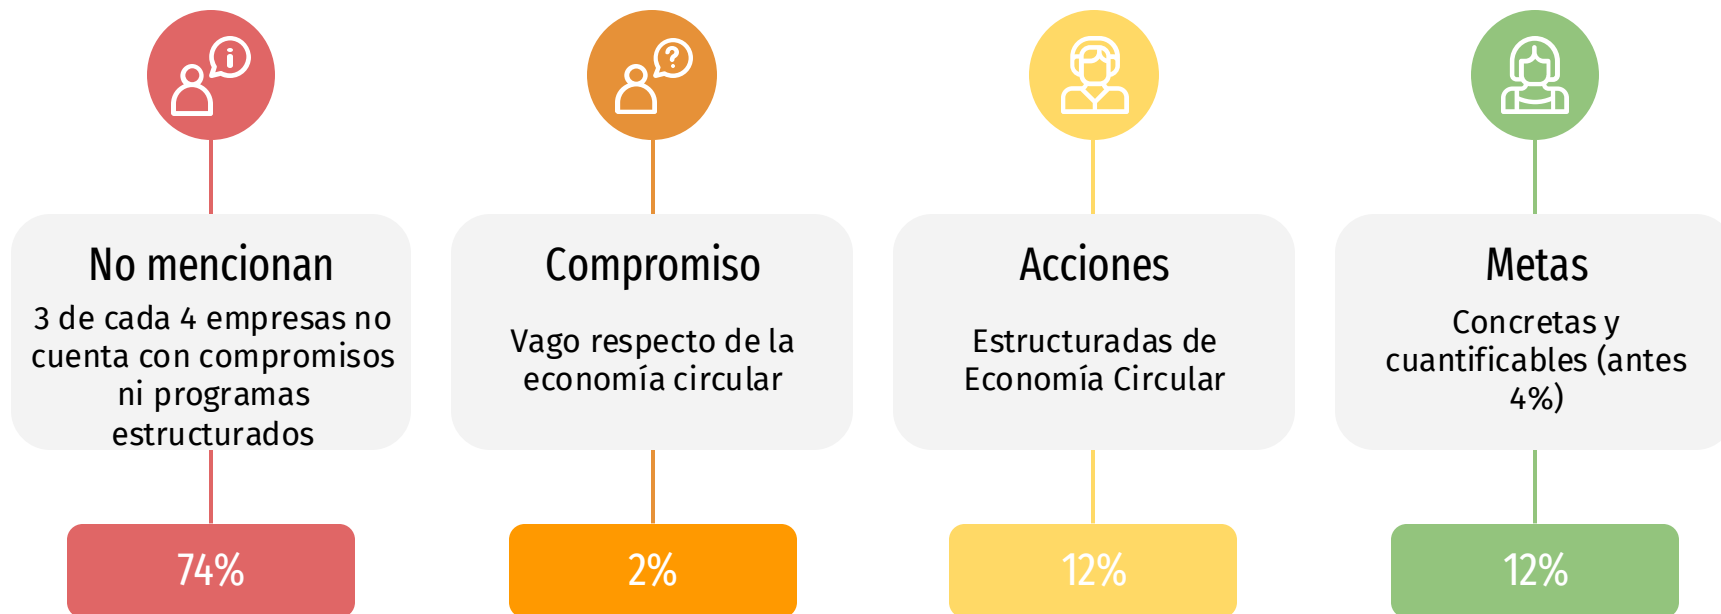 No mencionan
3 de cada 4 empresas no
cuenta con compromisos
ni programas
estructurados
74%
Compromiso
Vago respecto de la
economía circular
2%
Acciones
Estructuradas de
Economía Circular
12%
Metas
Concretas y
cuantificables (antes
4%)
12%